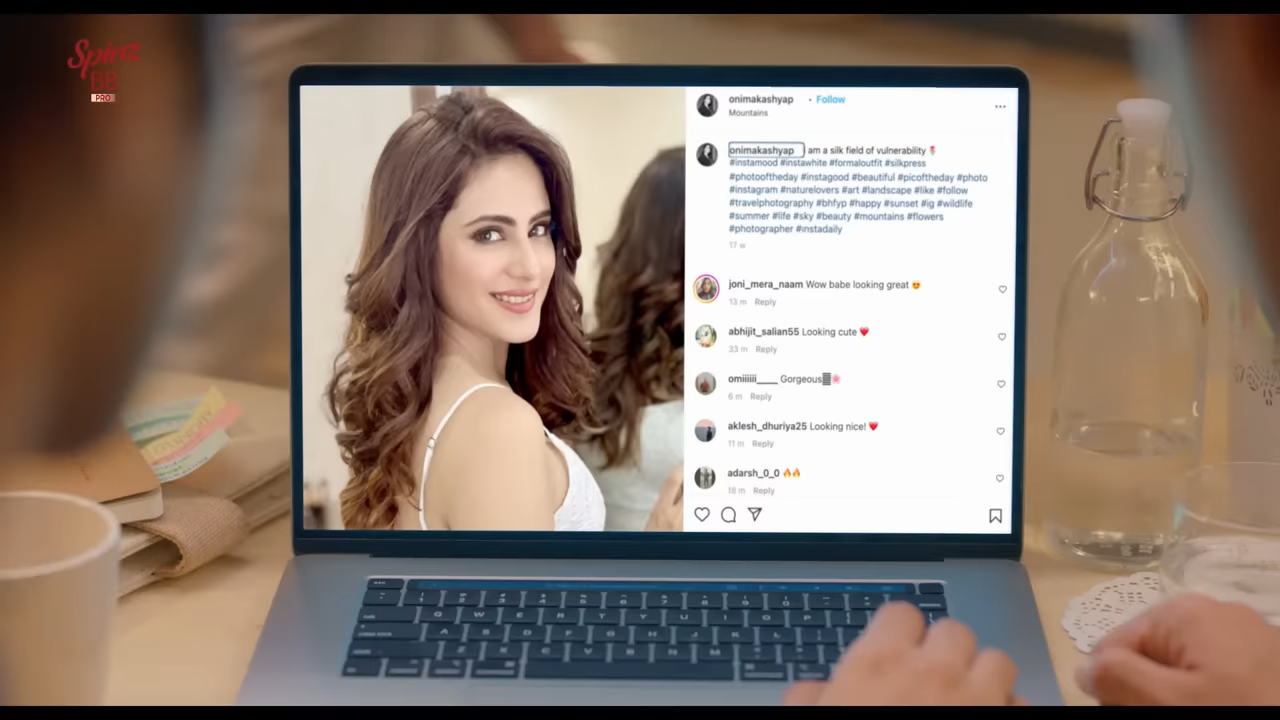 Spinz
BB
PRO
onimakashyap • Follow
Mountains
onimakashyap am a silk field of vulnerability🌷
#instamood #instawhite #formaloutfit #silkpress
#photooftheday #instagood #beautiful #picoftheday #photo
#instagram #naturelovers #art #landscape #like #follow
#travelphotography #bhfyp #happy #sunset #ig #wildlife
#summer #life #sky #beauty #mountains #flowers
#photographer #instadaily
17 w
joni_mera_naam Wow babe looking great 😍
13 m Reply
abhijit_salian55 Looking cute ❤️
33 m Reply
omiiiiii____ Gorgeous▓🌸
6 m Reply
aklesh_dhuriya25 Looking nice! ❤️
11 m Reply
adarsh_0_0 🔥🔥
18 m Reply
Q W E R T Y U I O P
A S D F G H J K L
Z X C V B N M